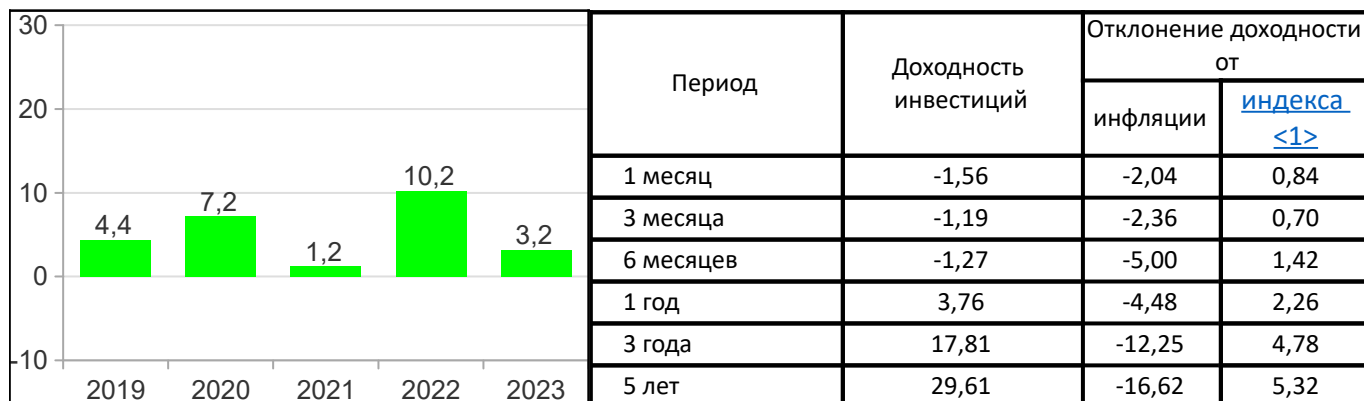 30
20
10
0
-10
4,4
7,2
1,2
10,2
3,2
2019 2020 2021 2022 2023
Период
Доходность
инвестиций
Отклонение доходности
от
инфляции
индекса
<1>
1 месяц -1,56 -2,04 0,84
3 месяца -1,19 -2,36 0,70
6 месяцев -1,27 -5,00 1,42
1 год 3,76 -4,48 2,26
3 года 17,81 -12,25 4,78
5 лет 29,61 -16,62 5,32